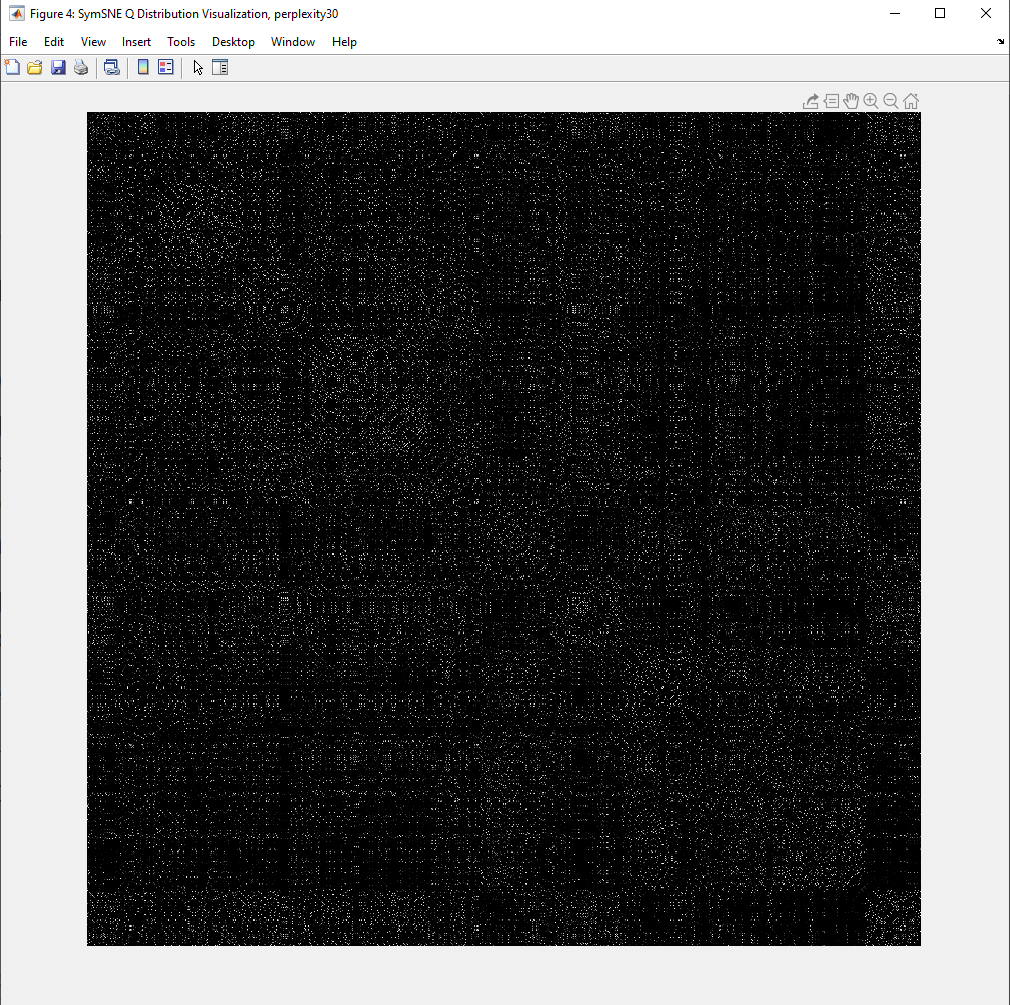 Figure 4: SymSNE Q Distribution Visualization, perplexity30
File Edit View Insert Tools Desktop Window Help